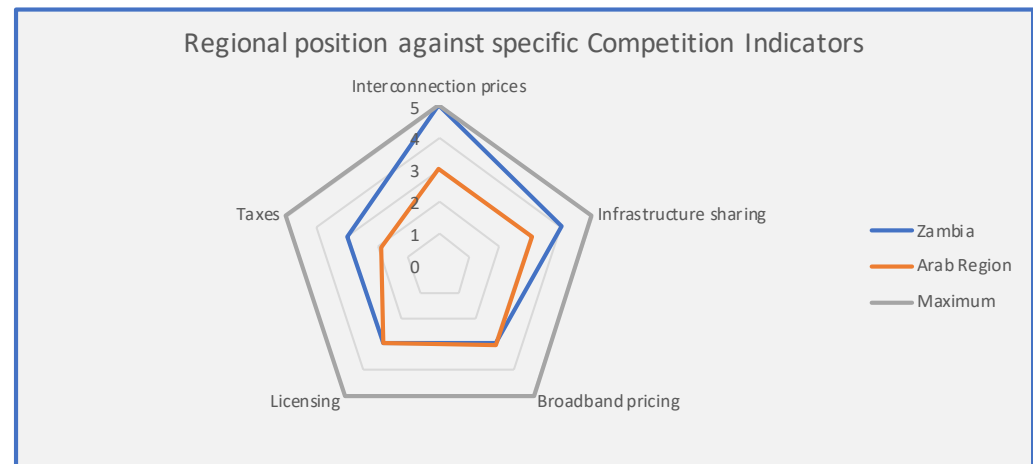 Regional position against specific Competition Indicators
Interconnection prices
5
4
3
2
1
0
Infrastructure sharing
Broadband pricing
Licensing
Taxes
Zambia
Arab Region
Maximum